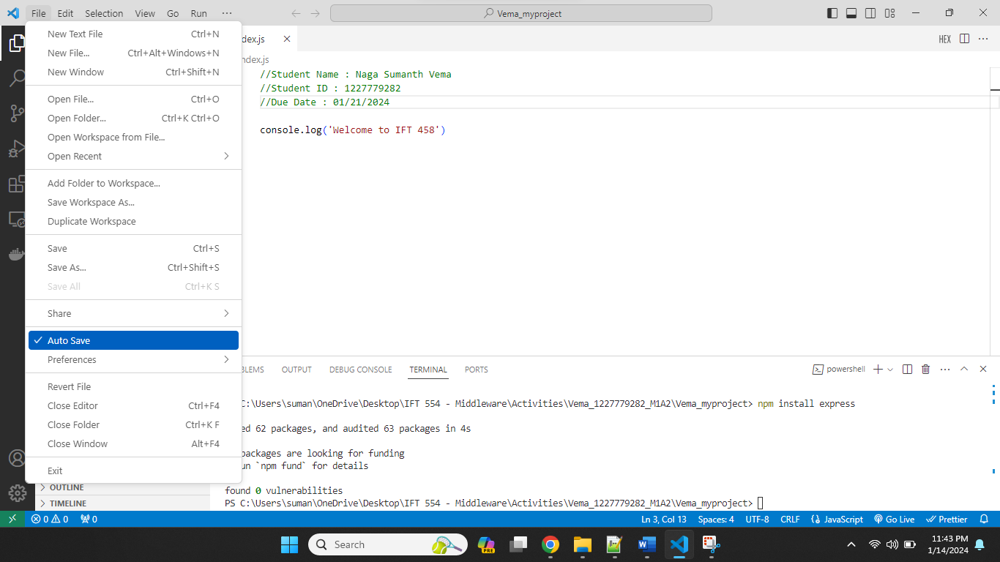 File Edit Selection View Go Run ···
Vema_myproject
New Text File Ctrl+N
New File... Ctrl+Alt+Windows+N
New Window Ctrl+Shift+N
Open File... Ctrl+O
Open Folder... Ctrl+K Ctrl+O
Open Workspace from File...
Open Recent
Add Folder to Workspace...
Save Workspace As...
Duplicate Workspace
Save Ctrl+S
Save As... Ctrl+Shift+S
Save All Ctrl+K S
Share
Auto Save
Preferences
Revert File
Close Editor Ctrl+F4
Close Folder Ctrl+K F
Close Window Alt+F4
Exit
OUTLINE
TIMELINE
dex.js
HEX
ndex.js
//Student Name : Naga Sumanth Vema
//Student ID : 1227779282
//Due Date : 01/21/2024
console.log('Welcome to IFT 458')
BLEMS OUTPUT DEBUG CONSOLE TERMINAL PORTS
powershell
C:\Users\suman\OneDrive\Desktop\IFT 554 - Middleware\Activities\Vema_1227779282_M1A2\Vema_myproject> npm install express
ed 62 packages, and audited 63 packages in 4s
packages are looking for funding
un `npm fund` for details
found 0 vulnerabilities
PS C:\Users\suman\OneDrive\Desktop\IFT 554 - Middleware\Activities\Vema_1227779282_M1A2\Vema_myproject>
0 0 0
Ln 3, Col 13 Spaces: 4 UTF-8 CRLF JavaScript Go Live Prettier
Search
PRE
11:43 PM
1/14/2024